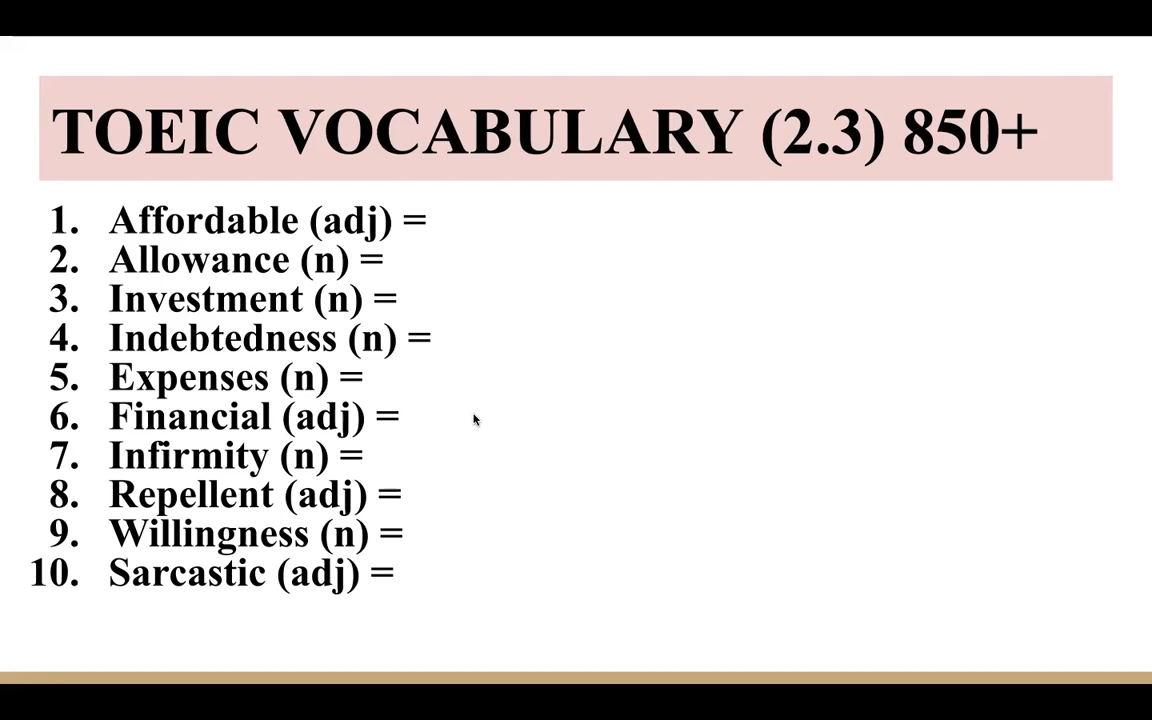 TOEIC VOCABULARY (2.3) 850+
1. Affordable (adj) =
2. Allowance (n) =
3. Investment (n) =
4. Indebtedness (n) =
5. Expenses (n) =
6. Financial (adj) =
7. Infirmity (n) =
8. Repellent (adj) =
9. Willingness (n) =
10. Sarcastic (adj) =